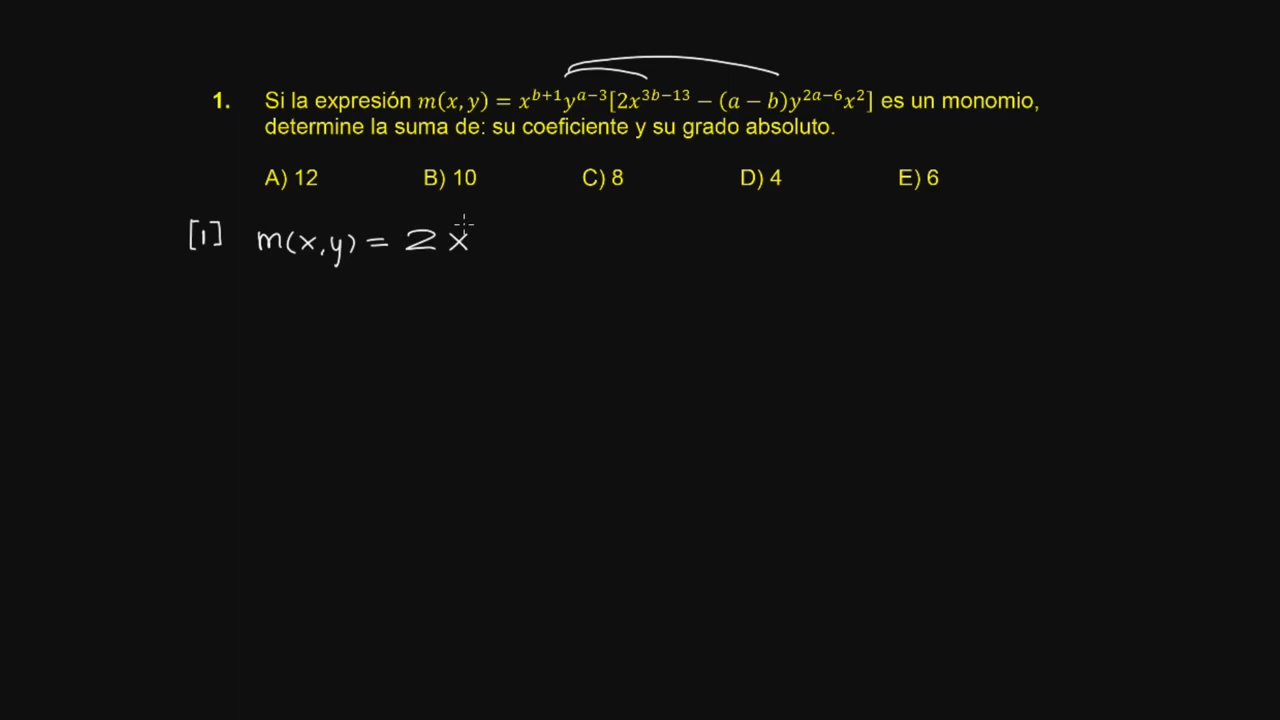 1. Si la expresión m(x, y) = x^{b+1}y^{a−3}[2x^{3b−13} − (a − b)y^{2a−6}x^2] es un monomio,
determine la suma de: su coeficiente y su grado absoluto.
A) 12 B) 10 C) 8 D) 4 E) 6
[1] m(x,y) = 2 x